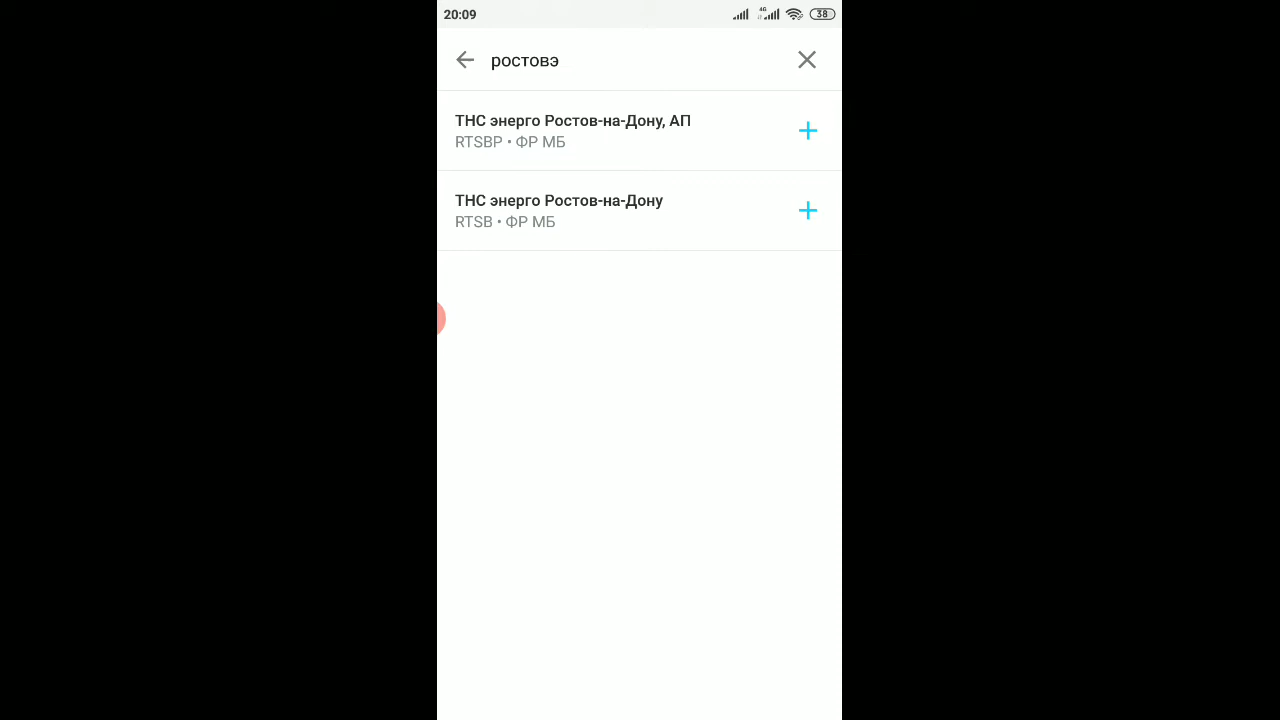 20:09
4G
38
ростовэ
ТНС энерго Ростов-на-Дону, АП
RTSBP • ФР МБ
ТНС энерго Ростов-на-Дону
RTSB • ФР МБ